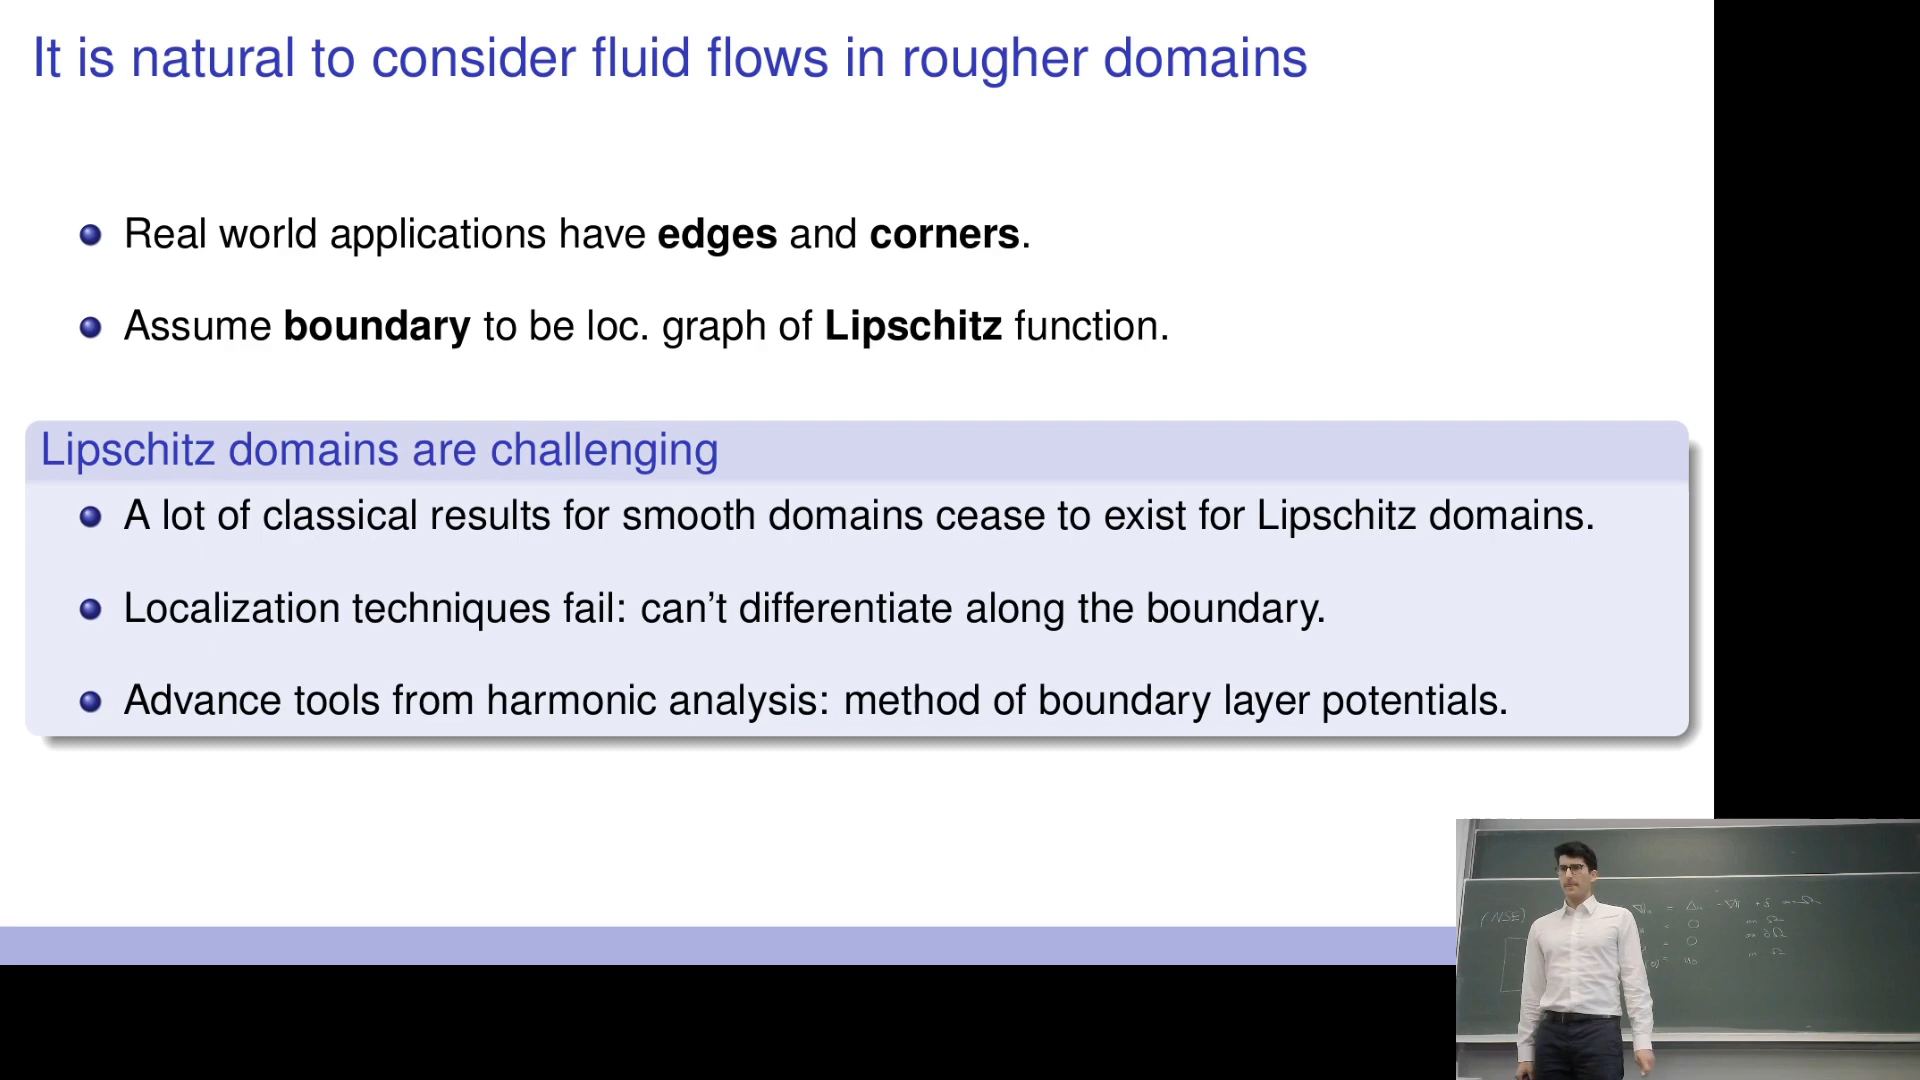 It is natural to consider fluid flows in rougher domains
Real world applications have edges and corners.
Assume boundary to be loc. graph of Lipschitz function.
Lipschitz domains are challenging
A lot of classical results for smooth domains cease to exist for Lipschitz domains.
Localization techniques fail: can't differentiate along the boundary.
Advance tools from harmonic analysis: method of boundary layer potentials.
(NSE)